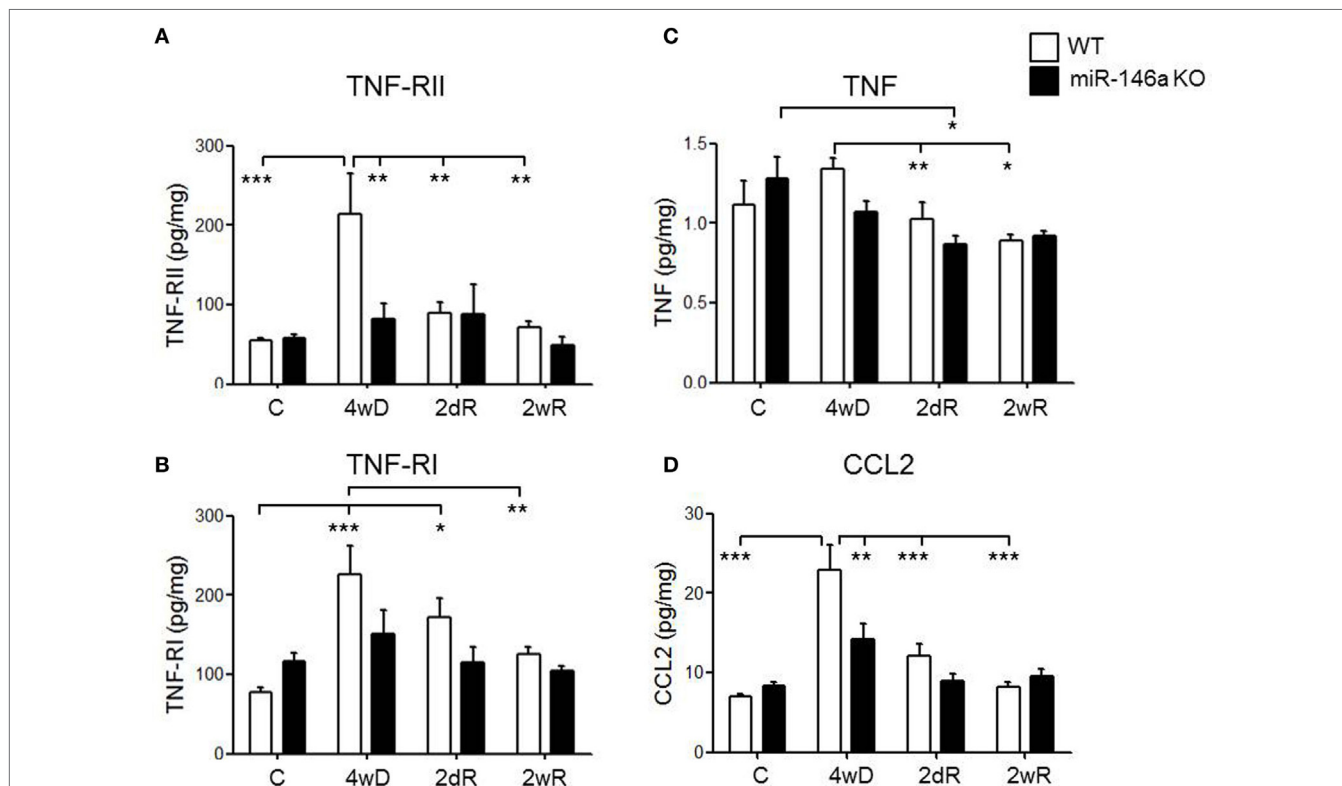 A
TNF-RII
TNF-RII (pg/mg)
300
200
100
0
***
**
**
**
C
4wD
2dR
2wR
B
TNF-RI
TNF-RI (pg/mg)
300
200
100
0
***
*
**
C
4wD
2dR
2wR
C
TNF
WT
miR-146a KO
TNF (pg/mg)
1.5
1.0
0.5
0.0
*
**
*
C
4wD
2dR
2wR
D
CCL2
CCL2 (pg/mg)
30
20
10
0
***
**
***
***
C
4wD
2dR
2wR